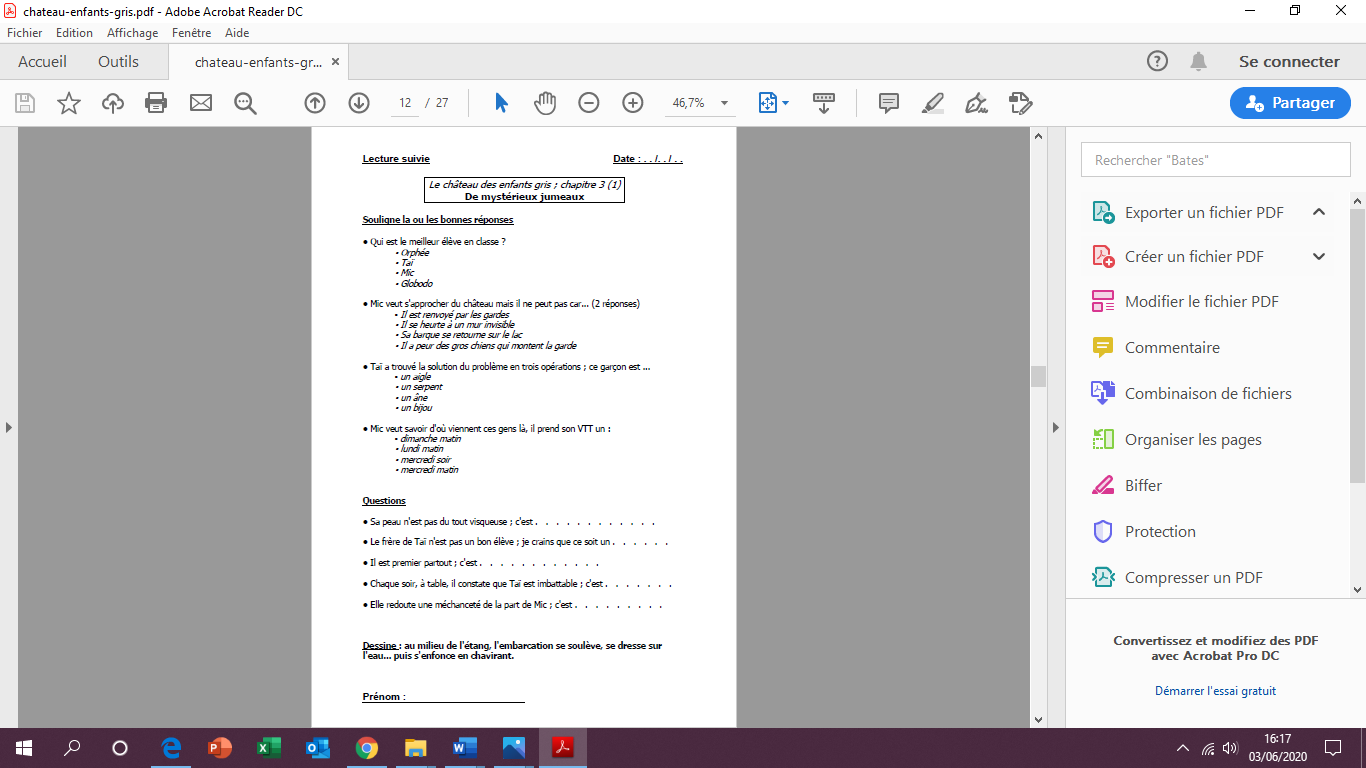 chateau-enfants-gris.pdf - Adobe Acrobat Reader DC
Fichier Edition Affichage Fenêtre Aide
Accueil Outils chateau-enfants-gr... × Se connecter
12 / 27 46,7% Partager
Lecture suivie Date : . . /. . / . .
Le château des enfants gris ; chapitre 3 (1)
De mystérieux jumeaux
Souligne la ou les bonnes réponses
● Qui est le meilleur élève en classe ?
• Orphée
• Taï
• Mic
• Globodo
● Mic veut s'approcher du château mais il ne peut pas car... (2 réponses)
• Il est renvoyé par les gardes
• Il se heurte à un mur invisible
• Sa barque se retourne sur le lac
• Il a peur des gros chiens qui montent la garde
● Taï a trouvé la solution du problème en trois opérations ; ce garçon est ...
• un aigle
• un serpent
• un âne
• un bijou
● Mic veut savoir d'où viennent ces gens là, il prend son VTT un :
• dimanche matin
• lundi matin
• mercredi soir
• mercredi matin
Questions
● Sa peau n'est pas du tout visqueuse ; c'est . . . . . . . . . . . .
● Le frère de Taï n'est pas un bon élève ; je crains que ce soit un . . . . . .
● Il est premier partout ; c'est . . . . . . . . . . . .
● Chaque soir, à table, il constate que Taï est imbattable ; c'est . . . . . . .
● Elle redoute une méchanceté de la part de Mic ; c'est . . . . . . . . .
Dessine : au milieu de l'étang, l'embarcation se soulève, se dresse sur
l'eau... puis s'enfonce en chavirant.
Prénom : ____________________
Rechercher "Bates"
Exporter un fichier PDF
Créer un fichier PDF
Modifier le fichier PDF
Commentaire
Combinaison de fichiers
Organiser les pages
Biffer
Protection
Compresser un PDF
Convertissez et modifiez des PDF
avec Acrobat Pro DC
Démarrer l'essai gratuit
16:17
03/06/2020